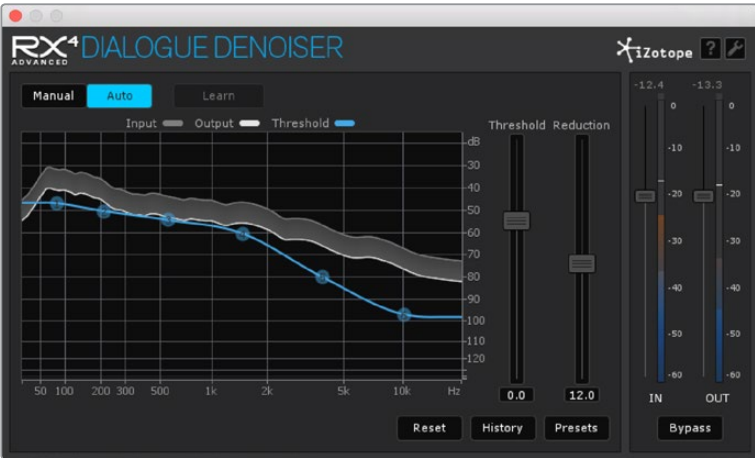 RX4 DIALOGUE DENOISER
ADVANCED
iZotope ?
Manual Auto Learn
Input Output Threshold
Threshold Reduction
dB
-30
-40
-50
-60
-70
-80
-90
-100
-110
-120
50 100 200 300 500 1k 2k 5k 10k Hz
0.0 12.0
Reset History Presets
-12.4 -13.3
0 0
-10 -10
-20 -20
-30 -30
-40 -40
-50 -50
-60 -60
IN OUT
Bypass